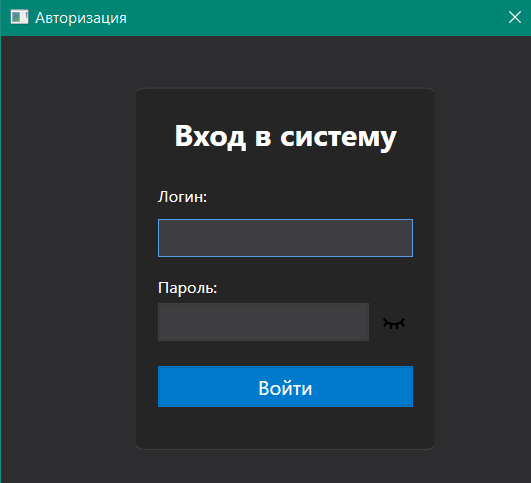 Авторизация
Вход в систему
Логин:
Пароль:
Войти